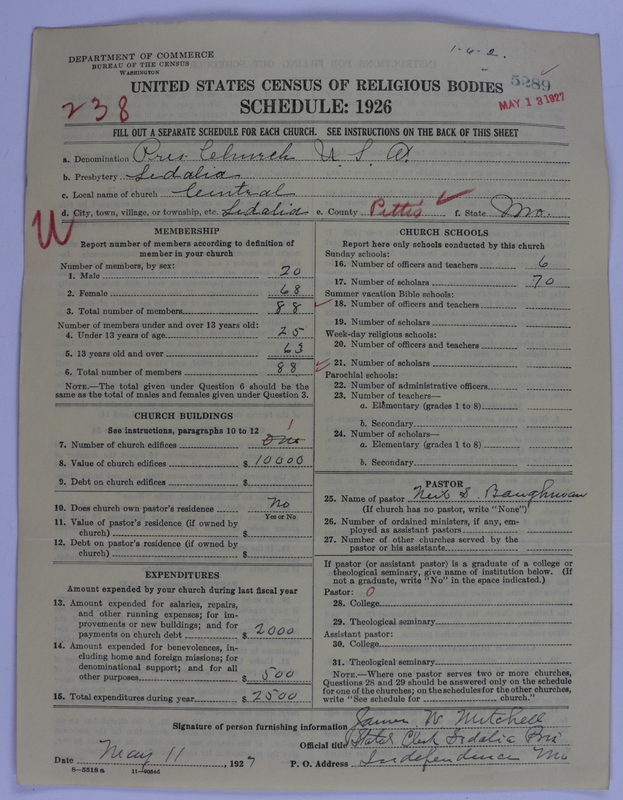 1-6-2.
DEPARTMENT OF COMMERCE
BUREAU OF THE CENSUS
WASHINGTON
5289
MAY 13 1927
238
UNITED STATES CENSUS OF RELIGIOUS BODIES
SCHEDULE: 1926
FILL OUT A SEPARATE SCHEDULE FOR EACH CHURCH. SEE INSTRUCTIONS ON THE BACK OF THIS SHEET
a. Denomination Pres Church U S A.
b. Presbytery Sedalia
c. Local name of church Central
d. City, town, village, or township, etc. Sedalia e. County Pettis f. State Mo.
W
MEMBERSHIP
Report number of members according to definition of
member in your church
Number of members, by sex:
1. Male 20
2. Female 68
3. Total number of members 88
Number of members under and over 13 years old:
4. Under 13 years of age 25
5. 13 years old and over 63
6. Total number of members 88
NOTE.—The total given under Question 6 should be
same as the total of males and females given under Question 3.
CHURCH BUILDINGS
See instructions, paragraphs 10 to 12
7. Number of church edifices One 1
8. Value of church edifices $ 10000
9. Debt on church edifices $
10. Does church own pastor's residence No
Yes or No
11. Value of pastor's residence (if owned by
church) $
12. Debt on pastor's residence (if owned by
church) $
EXPENDITURES
Amount expended by your church during last fiscal year
13. Amount expended for salaries, repairs,
and other running expenses; for im-
provements or new buildings; and for
payments on church debt $ 2000
14. Amount expended for benevolences, in-
cluding home and foreign missions; for
denominational support; and for all
other purposes $ 500
15. Total expenditures during year $ 2500
CHURCH SCHOOLS
Report here only schools conducted by this church
Sunday schools:
16. Number of officers and teachers 6
17. Number of scholars 70
Summer vacation Bible schools:
18. Number of officers and teachers
19. Number of scholars
Week-day religious schools:
20. Number of officers and teachers
21. Number of scholars
Parochial schools:
22. Number of administrative officers
23. Number of teachers—
a. Elementary (grades 1 to 8)
b. Secondary
24. Number of scholars—
a. Elementary (grades 1 to 8)
b. Secondary
PASTOR
25. Name of pastor S. Baughman
(If church has no pastor, write "None")
26. Number of ordained ministers, if any, em-
ployed as assistant pastors
27. Number of other churches served by the
pastor or his assistants
If pastor (or assistant pastor) is a graduate of a college or
theological seminary, give name of institution below. (If
not a graduate, write "No" in the space indicated.)
Pastor: 0
28. College
29. Theological seminary
Assistant pastor:
30. College
31. Theological seminary
NOTE.—Where one pastor serves two or more churches,
Questions 28 and 29 should be answered only on the schedule
for one of the churches; on the schedules for the other churches,
write "See schedule for church."
Signature of person furnishing information James W Mitchell
Official title Stated Clerk Sedalia Pres
Date May 11, 1927 P. O. Address Independence Mo
8-5518 a